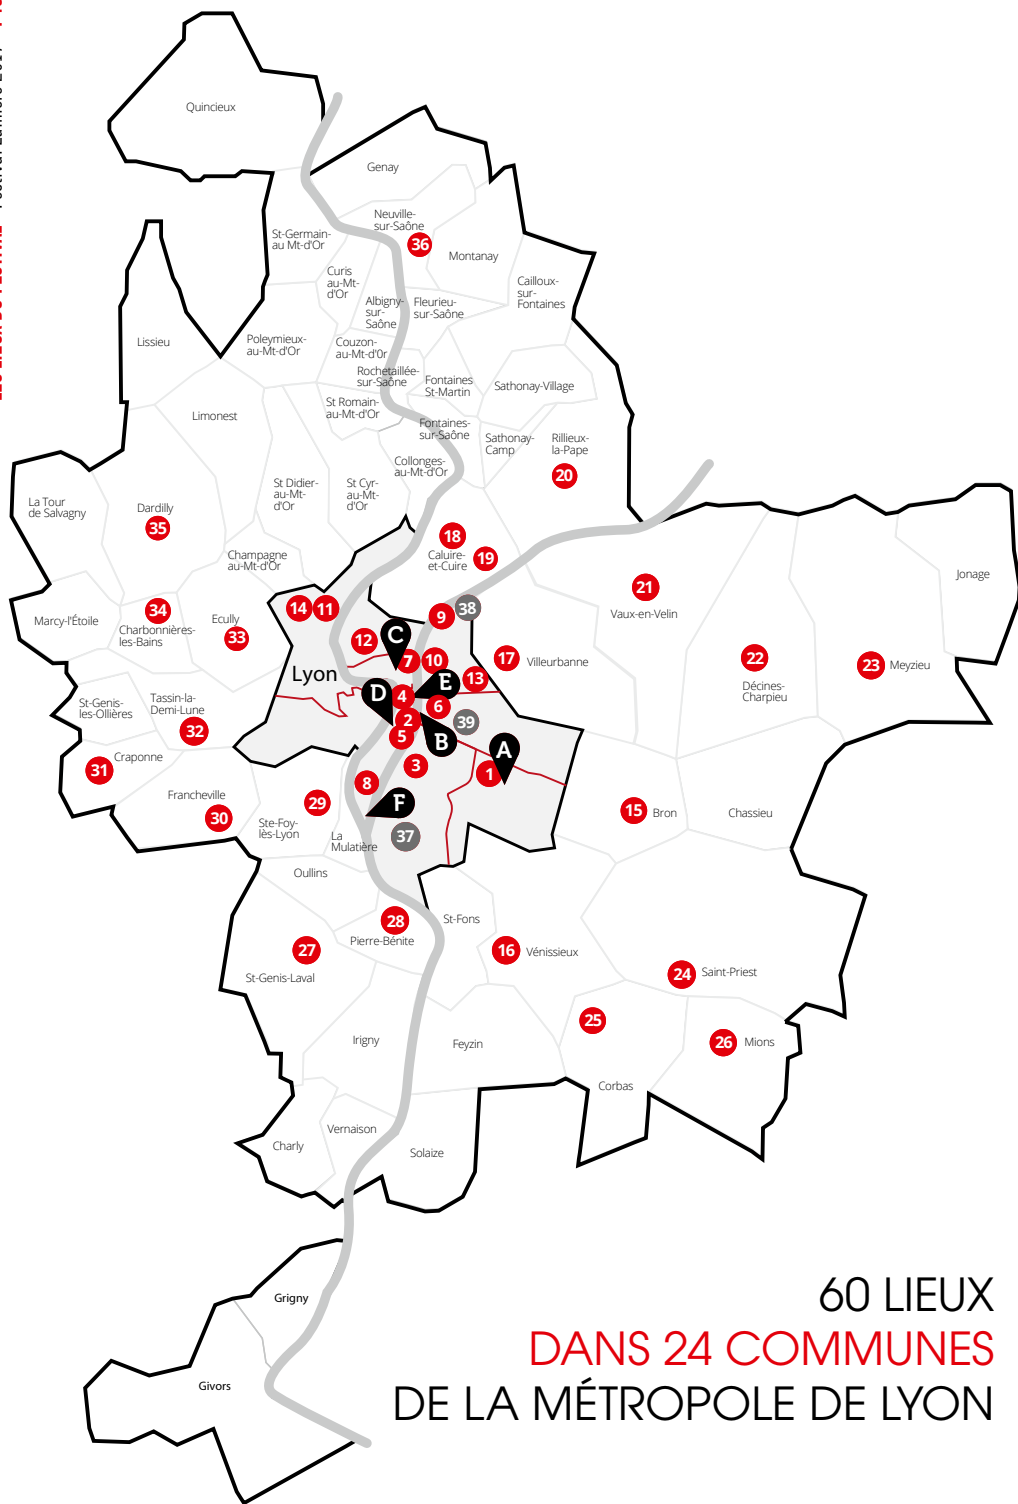 Quincieux
Genay
Neuville-
sur-Saône
36
St-Germain-
au Mt-d'Or
Montanay
Curis
au-Mt-
d'Or
Cailloux-
sur-
Fontaines
Albigny-
sur-
Saône
Fleurieu-
sur-Saône
Lissieu
Poleymieux-
au-Mt-d'Or
Couzon-
au-Mt-d'0r
Rochetaillée-
sur-Saône
Fontaines
St-Martin
Sathonay-Village
Limonest
St Romain-
au-Mt-d'Or
Fontaines-
sur-Saône
Sathonay-
Camp
Rillieux-
la-Pape
20
Collonges-
au-Mt-d'Or
La Tour
de Salvagny
Dardilly
35
St Didier-
au-Mt-
d'Or
St Cyr-
au-Mt-
d'Or
18
Caluire-
et-Cuire
19
Champagne
au-Mt-d'Or
Jonage
21
Vaux-en-Velin
Marcy-l'Étoile
34
Charbonnières-
les-Bains
Ecully
33
14
11
9
38
12
C
7
10
17
Villeurbanne
22
Décines-
Charpieu
23
Meyzieu
Lyon
13
E
D
4
6
2
39
5
B
A
1
3
8
F
37
St-Genis-
les-Ollières
Tassin-la-
Demi-Lune
32
31
Craponne
Francheville
30
29
Ste-Foy-
lès-Lyon
La
Mulatière
15
Bron
Chassieu
Oullins
28
Pierre-Bénite
St-Fons
27
St-Genis-Laval
16
Vénissieux
24
Saint-Priest
25
26
Mions
Irigny
Feyzin
Corbas
Vernaison
Charly
Solaize
Grigny
Givors
60 LIEUX
DANS 24 COMMUNES
DE LA MÉTROPOLE DE LYON